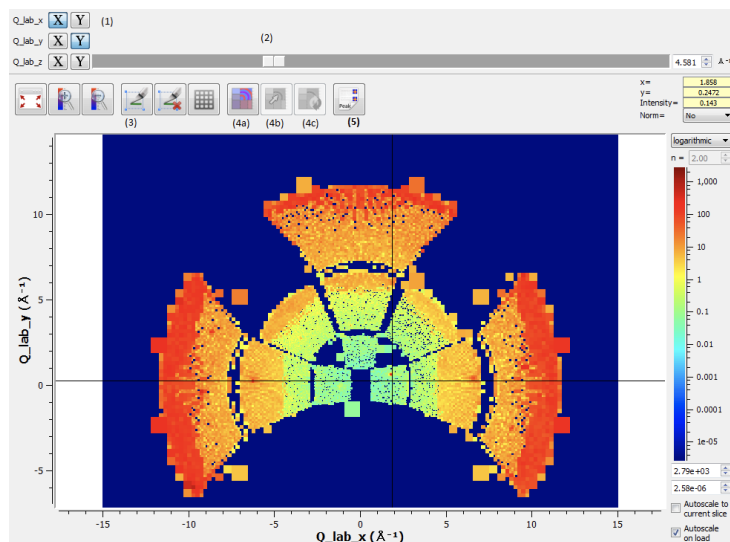 Q_lab_x X Y (1)
Q_lab_y X Y (2)
Q_lab_z X Y 4.581 Å⁻¹
x= 1.858
y= 0.2472
Intensity= 0.143
Norm= No
(3) (4a) (4b) (4c) Peak (5)
logarithmic
n = 2.00
1,000
100
10
1
0.1
0.01
0.001
0.0001
1e-05
2.79e+03
2.58e-06
Autoscale to
current slice
Autoscale
on load
Q_lab_y (Å⁻¹)
10
5
0
-5
-15 -10 -5 0 5 10 15
Q_lab_x (Å⁻¹)